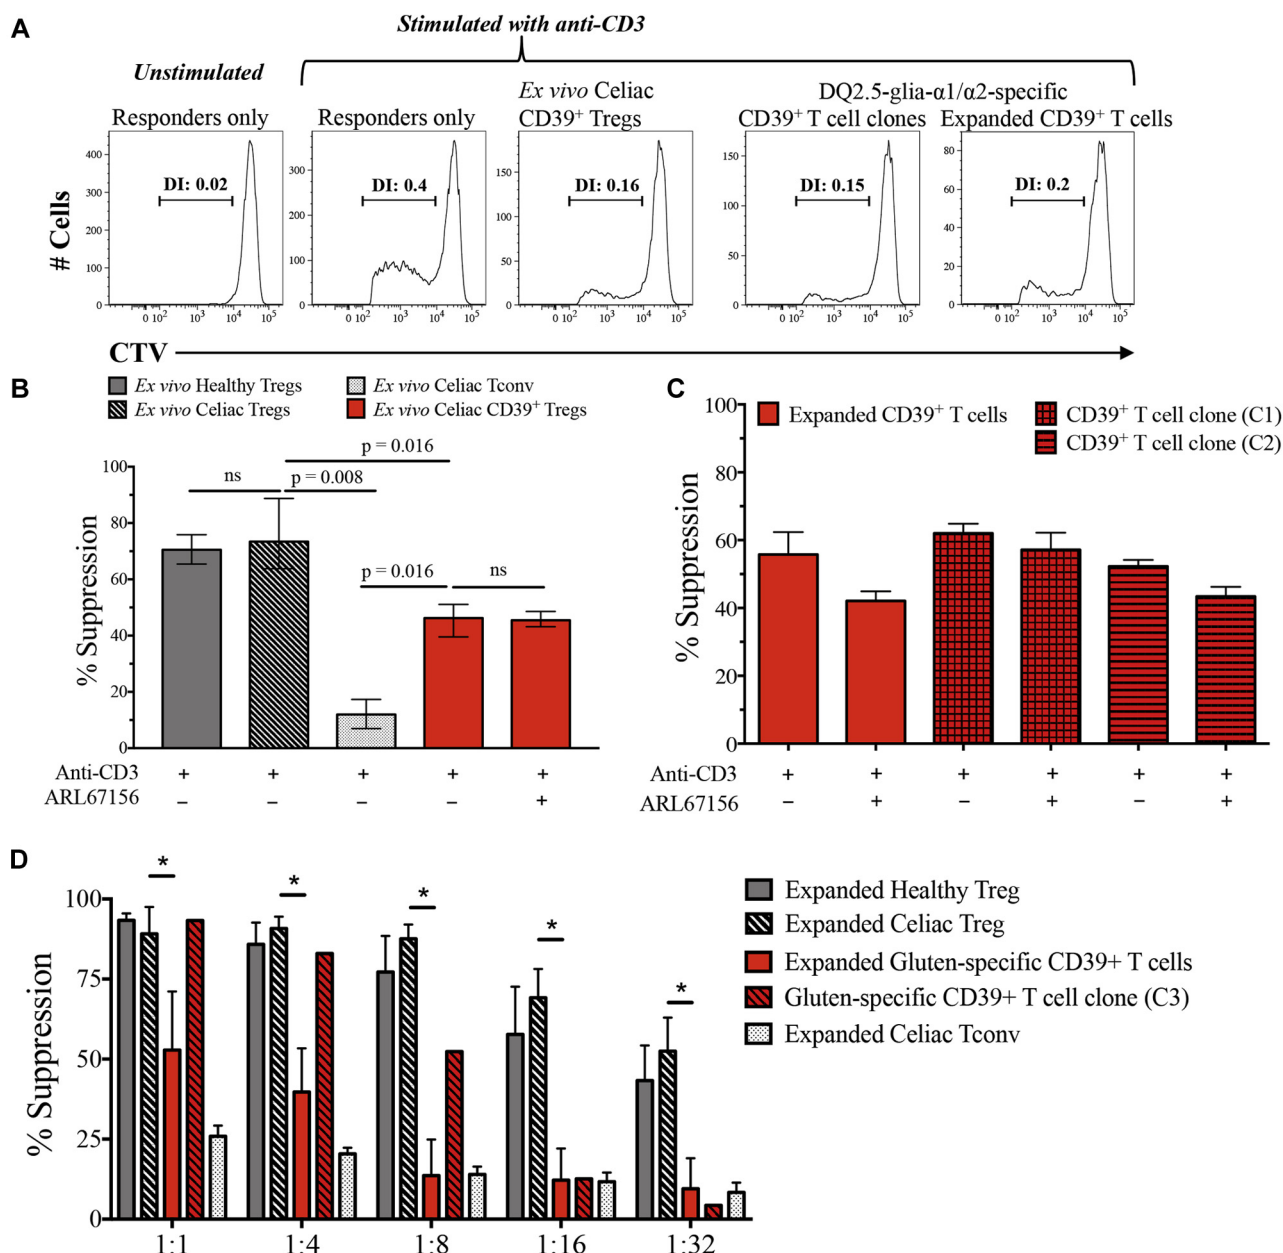 A
Stimulated with anti-CD3
Unstimulated
Responders only
Responders only
Ex vivo Celiac
CD39+ Tregs
DQ2.5-glia-α1/α2-specific
CD39+ T cell clones
Expanded CD39+ T cells
# Cells
DI: 0.02
400
300
200
100
0
0 10² 10³ 10⁴ 10⁵
DI: 0.4
300
200
100
0
0 10² 10³ 10⁴ 10⁵
DI: 0.16
150
100
50
0
0 10² 10³ 10⁴ 10⁵
DI: 0.15
150
100
50
0
0 10² 10³ 10⁴ 10⁵
DI: 0.2
80
60
40
20
0
0 10² 10³ 10⁴ 10⁵
CTV
B
Ex vivo Healthy Tregs
Ex vivo Celiac Tregs
Ex vivo Celiac Tconv
Ex vivo Celiac CD39+ Tregs
% Suppression
100
80
60
40
20
0
ns
p = 0.016
p = 0.008
p = 0.016
ns
Anti-CD3 + + + + +
ARL67156 – – – – +
C
Expanded CD39+ T cells
CD39+ T cell clone (C1)
CD39+ T cell clone (C2)
% Suppression
100
80
60
40
20
0
Anti-CD3 + + + + + +
ARL67156 – + – + – +
D
% Suppression
100
75
50
25
0
* * * * *
1:1 1:4 1:8 1:16 1:32
Expanded Healthy Treg
Expanded Celiac Treg
Expanded Gluten-specific CD39+ T cells
Gluten-specific CD39+ T cell clone (C3)
Expanded Celiac Tconv